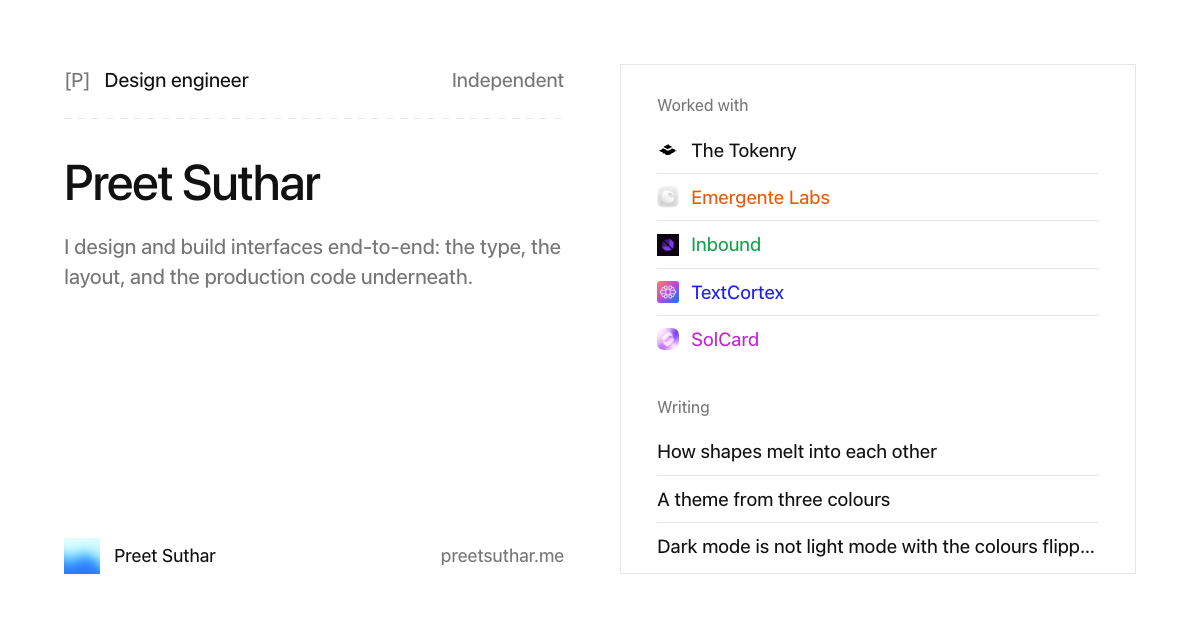 [P] Design engineer
Independent
Preet Suthar
I design and build interfaces end-to-end: the type, the
layout, and the production code underneath.
Preet Suthar
preetsuthar.me
Worked with
The Tokenry
Emergente Labs
Inbound
TextCortex
SolCard
Writing
How shapes melt into each other
A theme from three colours
Dark mode is not light mode with the colours flipp...